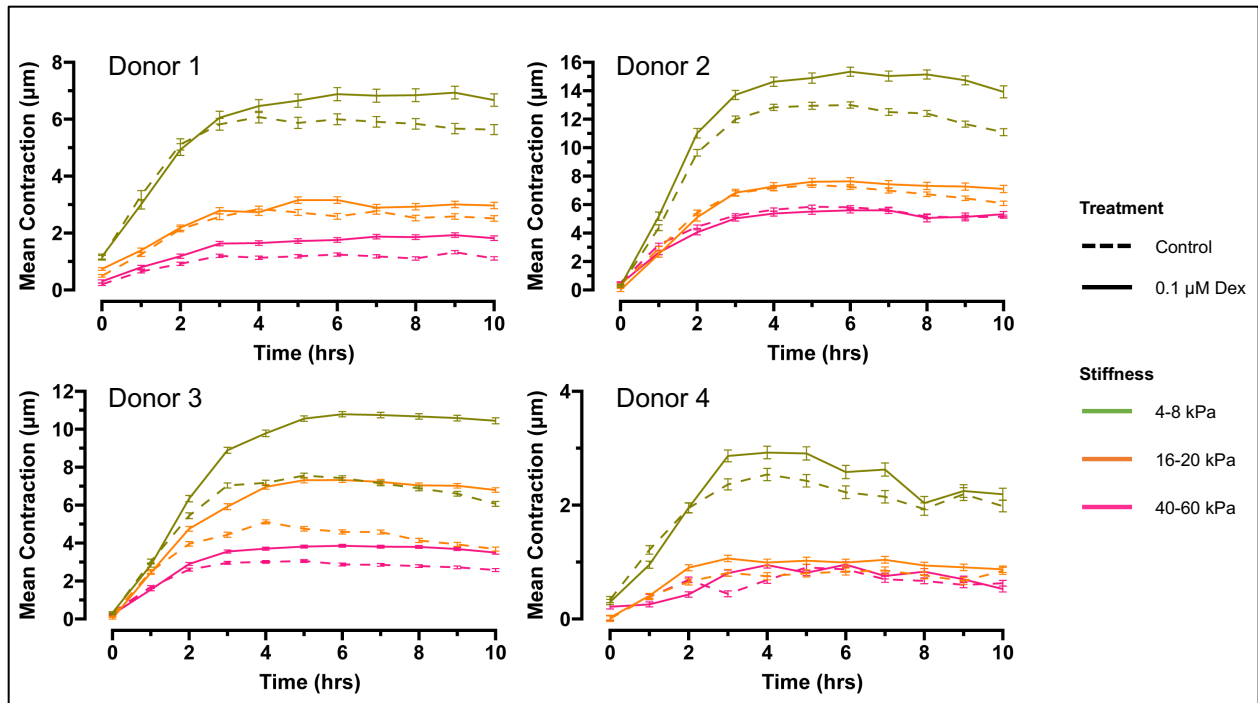 Donor 1
Mean Contraction (µm)
8
6
4
2
0
0 2 4 6 8 10
Time (hrs)
Donor 2
Mean Contraction (µm)
16
14
12
10
8
6
4
2
0
0 2 4 6 8 10
Time (hrs)
Donor 3
Mean Contraction (µm)
12
10
8
6
4
2
0
0 2 4 6 8 10
Time (hrs)
Donor 4
Mean Contraction (µm)
4
2
0
0 2 4 6 8 10
Time (hrs)
Treatment
Control
0.1 µM Dex
Stiffness
4-8 kPa
16-20 kPa
40-60 kPa